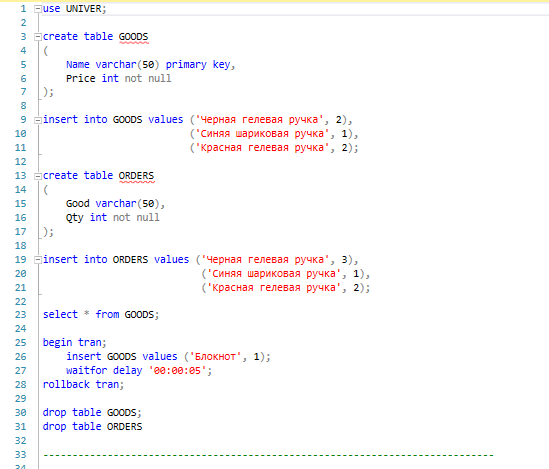 1 use UNIVER;
2
3 create table GOODS
4 (
5 Name varchar(50) primary key,
6 Price int not null
7 );
8
9 insert into GOODS values ('Черная гелевая ручка', 2),
10 ('Синяя шариковая ручка', 1),
11 ('Красная гелевая ручка', 2);
12
13 create table ORDERS
14 (
15 Good varchar(50),
16 Qty int not null
17 );
18
19 insert into ORDERS values ('Черная гелевая ручка', 3),
20 ('Синяя шариковая ручка', 1),
21 ('Красная гелевая ручка', 2);
22
23 select * from GOODS;
24
25 begin tran;
26 insert GOODS values ('Блокнот', 1);
27 waitfor delay '00:00:05';
28 rollback tran;
29
30 drop table GOODS;
31 drop table ORDERS
32
33 ------------------------------------------------------------------------------
34